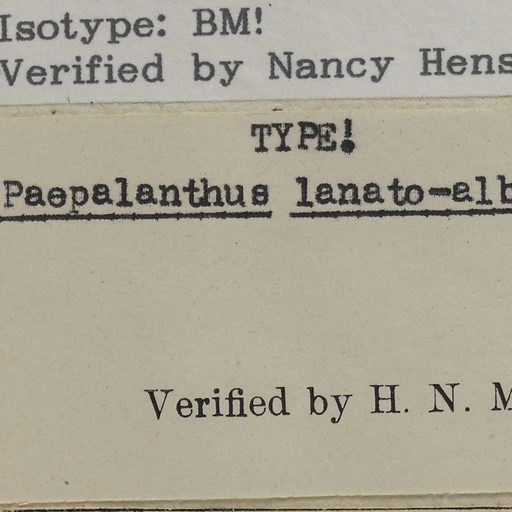 Isotype: BM!
Verified by Nancy Hens
TYPE!
Paepalanthus lanato-alb
Verified by H. N. M